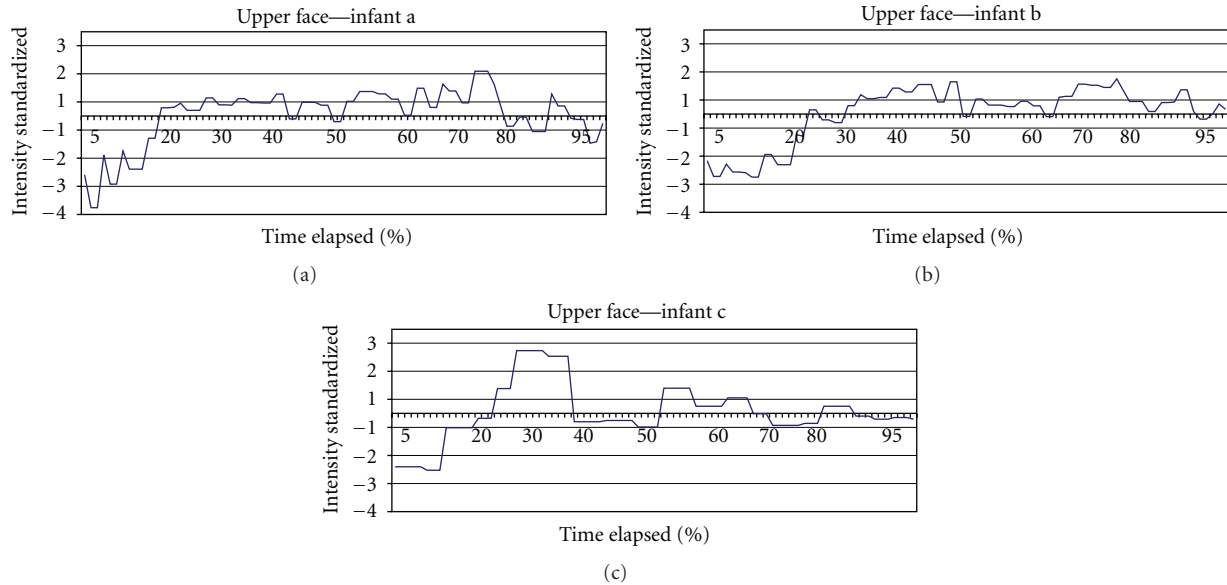 Upper face—infant a
Intensity standardized
3
2
1
−1
−2
−3
−4
5 20 30 40 50 60 70 80 95
Time elapsed (%)
(a)
Upper face—infant b
Intensity standardized
3
2
1
−1
−2
−3
−4
5 20 30 40 50 60 70 80 95
Time elapsed (%)
(b)
Upper face—infant c
Intensity standardized
3
2
1
−1
−2
−3
−4
5 20 30 40 50 60 70 80 95
Time elapsed (%)
(c)